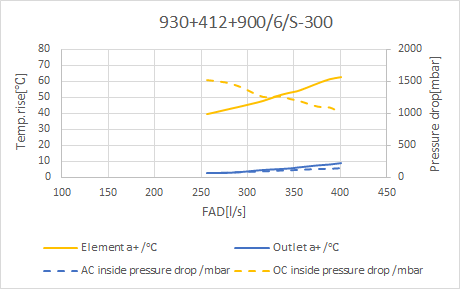 930+412+900/6/S-300
Temp.rise[°C]
80
70
60
50
40
30
20
10
0
2000
1500
1000
500
0
Pressure drop[mbar]
100 150 200 250 300 350 400 450
FAD[l/s]
Element a+ /°C Outlet a+ /°C
AC inside pressure drop /mbar OC inside pressure drop /mbar